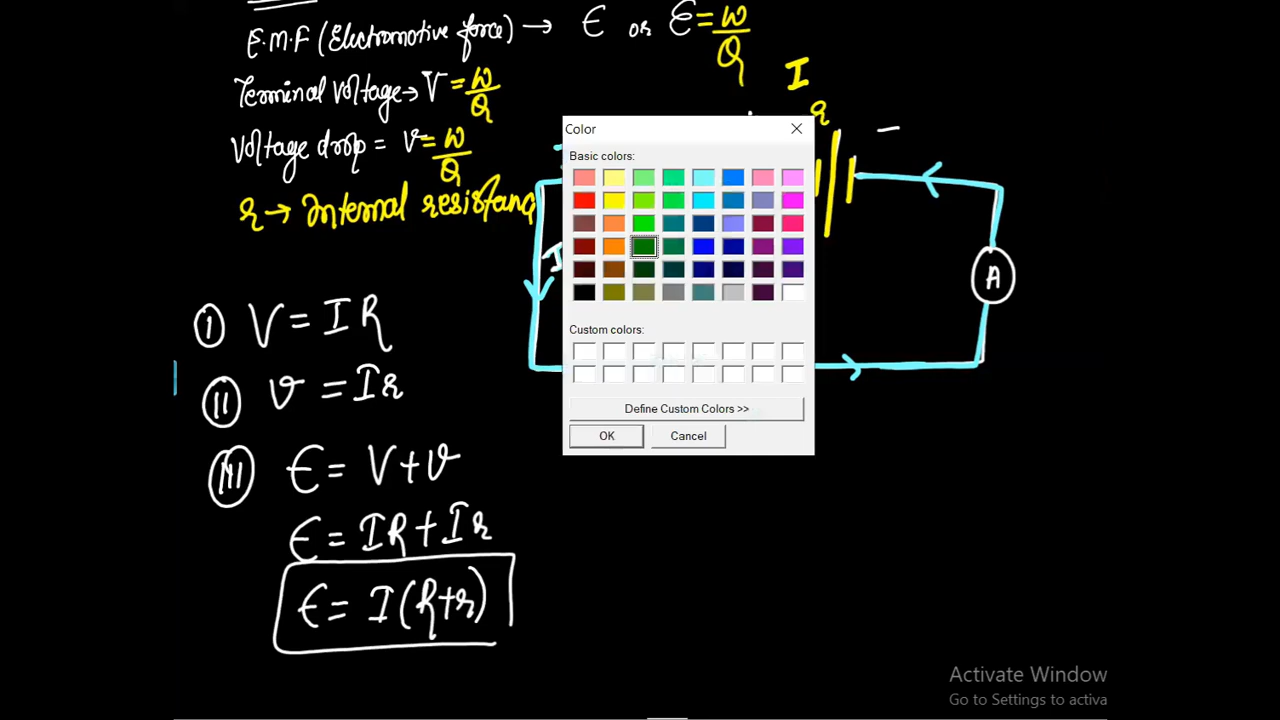 E.M.F (Electromotive force) → ε or ε = w/Q
Terminal Voltage → V = w/Q
Voltage drop = v = w/Q
r → Internal resistanc
I
r
−
+
I
A
Color
Basic colors:
Custom colors:
Define Custom Colors >>
OK
Cancel
(I) V = IR
(II) v = Ir
(III) ε = V+v
ε = IR + Ir
ε = I(R+r)
Activate Window
Go to Settings to activa